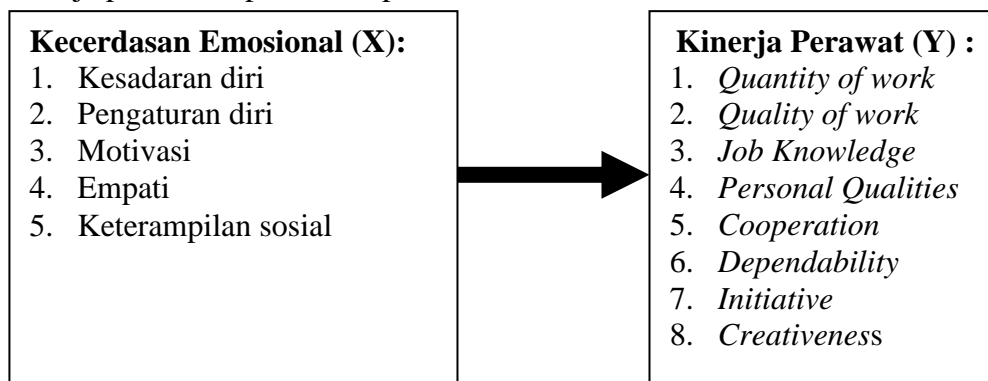 Kecerdasan Emosional (X):
1. Kesadaran diri
2. Pengaturan diri
3. Motivasi
4. Empati
5. Keterampilan sosial
Kinerja Perawat (Y) :
1. Quantity of work
2. Quality of work
3. Job Knowledge
4. Personal Qualities
5. Cooperation
6. Dependability
7. Initiative
8. Creativeness